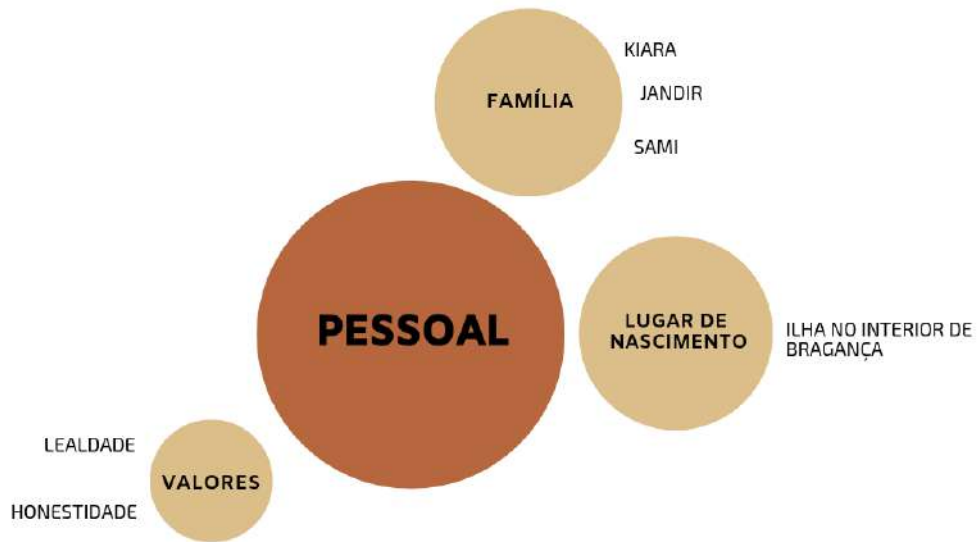 KIARA
FAMÍLIA
JANDIR
SAMI
PESSOAL
LUGAR DE
NASCIMENTO
ILHA NO INTERIOR DE
BRAGANÇA
LEALDADE
VALORES
HONESTIDADE